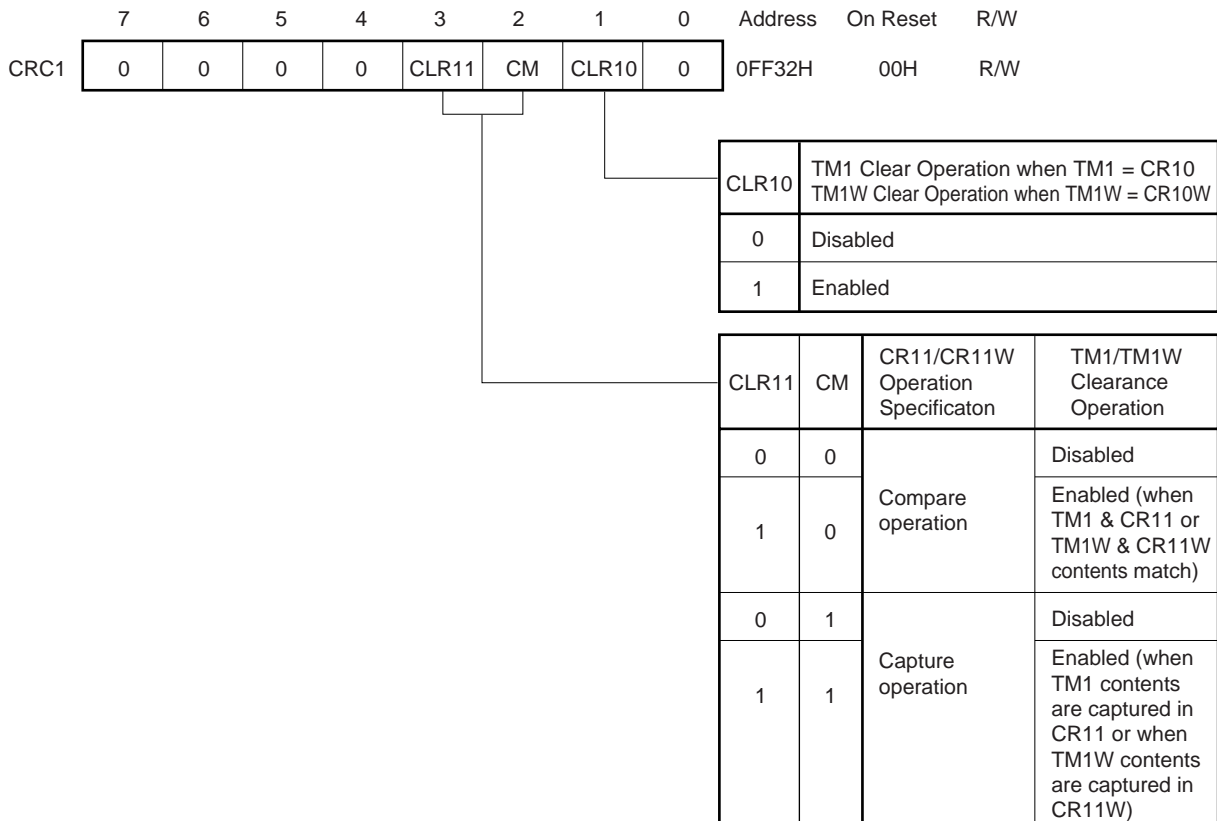 7 6 5 4 3 2 1 0 Address On Reset R/W
CRC1 0 0 0 0 CLR11 CM CLR10 0 0FF32H 00H R/W
CLR10
TM1 Clear Operation when TM1 = CR10
TM1W Clear Operation when TM1W = CR10W
0 Disabled
1 Enabled
CLR11 CM
CR11/CR11W
Operation
Specificaton
TM1/TM1W
Clearance
Operation
0 0
Compare
operation
Disabled
1 0
Enabled (when
TM1 & CR11 or
TM1W & CR11W
contents match)
0 1
Capture
operation
Disabled
1 1
Enabled (when
TM1 contents
are captured in
CR11 or when
TM1W contents
are captured in
CR11W)